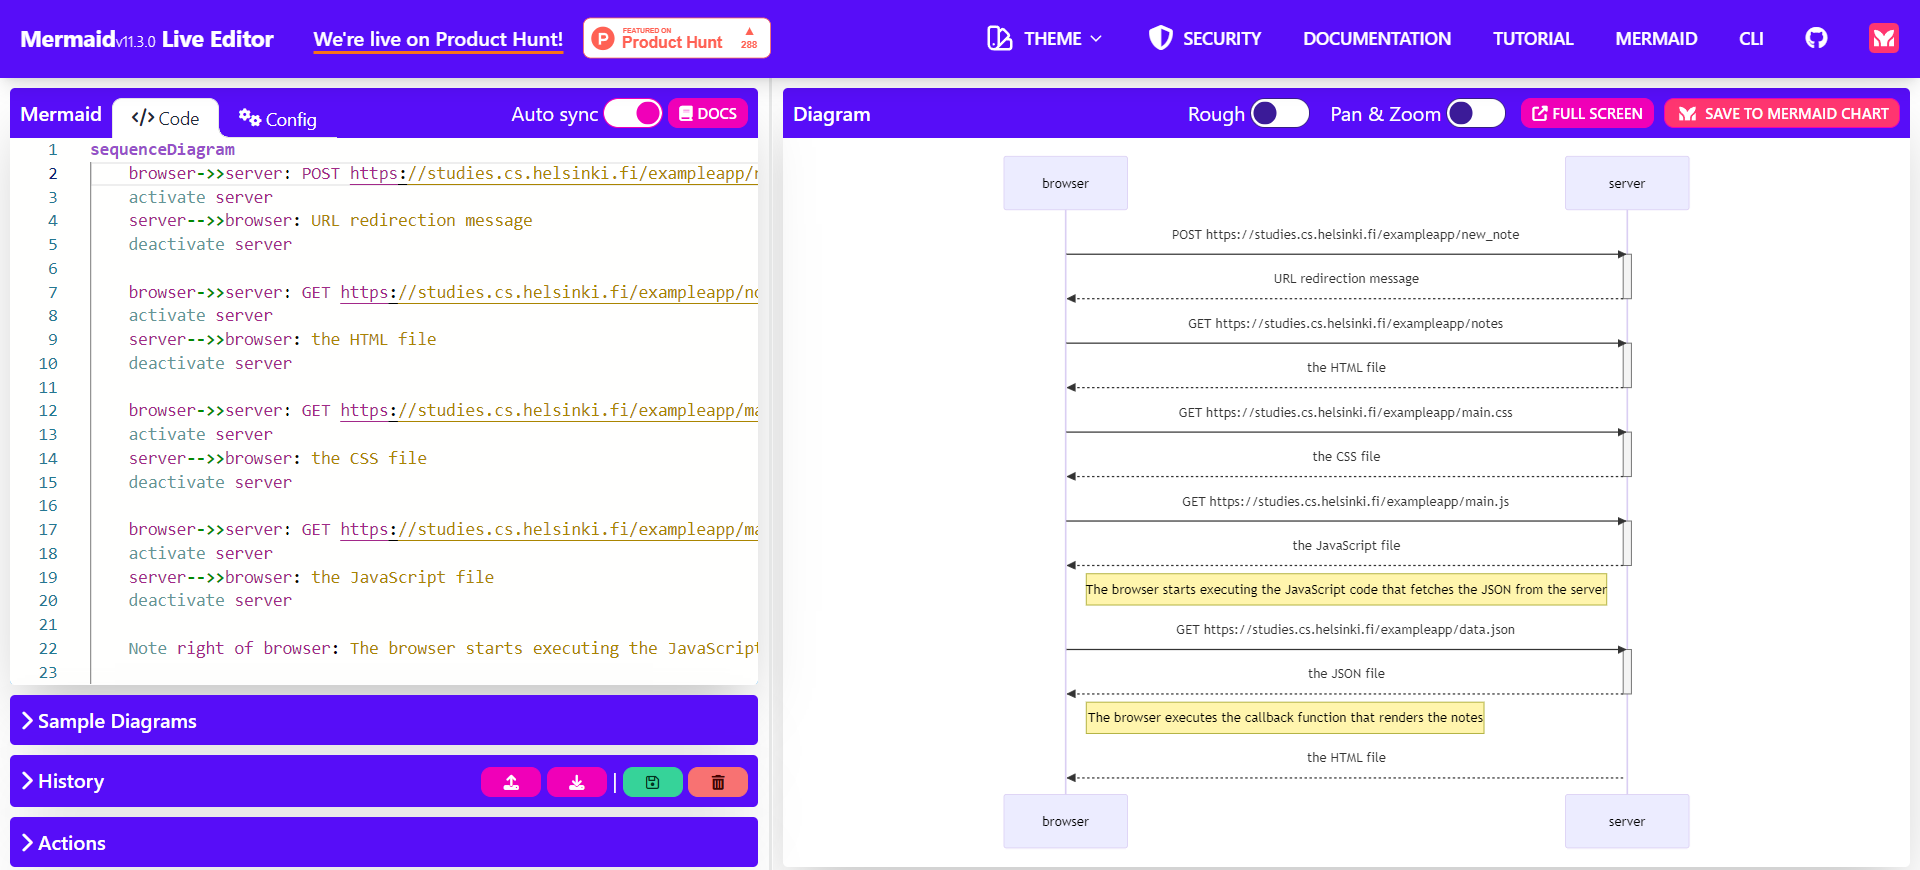 Mermaidv11.3.0 Live Editor
We're live on Product Hunt!
P
FEATURED ON
Product Hunt
288
THEME
SECURITY
DOCUMENTATION
TUTORIAL
MERMAID
CLI
Mermaid
</> Code
Config
Auto sync
DOCS
1 sequenceDiagram
2 browser->>server: POST https://studies.cs.helsinki.fi/exampleapp/
3 activate server
4 server-->>browser: URL redirection message
5 deactivate server
6
7 browser->>server: GET https://studies.cs.helsinki.fi/exampleapp/no
8 activate server
9 server-->>browser: the HTML file
10 deactivate server
11
12 browser->>server: GET https://studies.cs.helsinki.fi/exampleapp/ma
13 activate server
14 server-->>browser: the CSS file
15 deactivate server
16
17 browser->>server: GET https://studies.cs.helsinki.fi/exampleapp/ma
18 activate server
19 server-->>browser: the JavaScript file
20 deactivate server
21
22 Note right of browser: The browser starts executing the JavaScript
23
Sample Diagrams
History
Actions
Diagram
Rough
Pan & Zoom
FULL SCREEN
SAVE TO MERMAID CHART
browser
server
POST https://studies.cs.helsinki.fi/exampleapp/new_note
URL redirection message
GET https://studies.cs.helsinki.fi/exampleapp/notes
the HTML file
GET https://studies.cs.helsinki.fi/exampleapp/main.css
the CSS file
GET https://studies.cs.helsinki.fi/exampleapp/main.js
the JavaScript file
The browser starts executing the JavaScript code that fetches the JSON from the server
GET https://studies.cs.helsinki.fi/exampleapp/data.json
the JSON file
The browser executes the callback function that renders the notes
the HTML file
browser
server